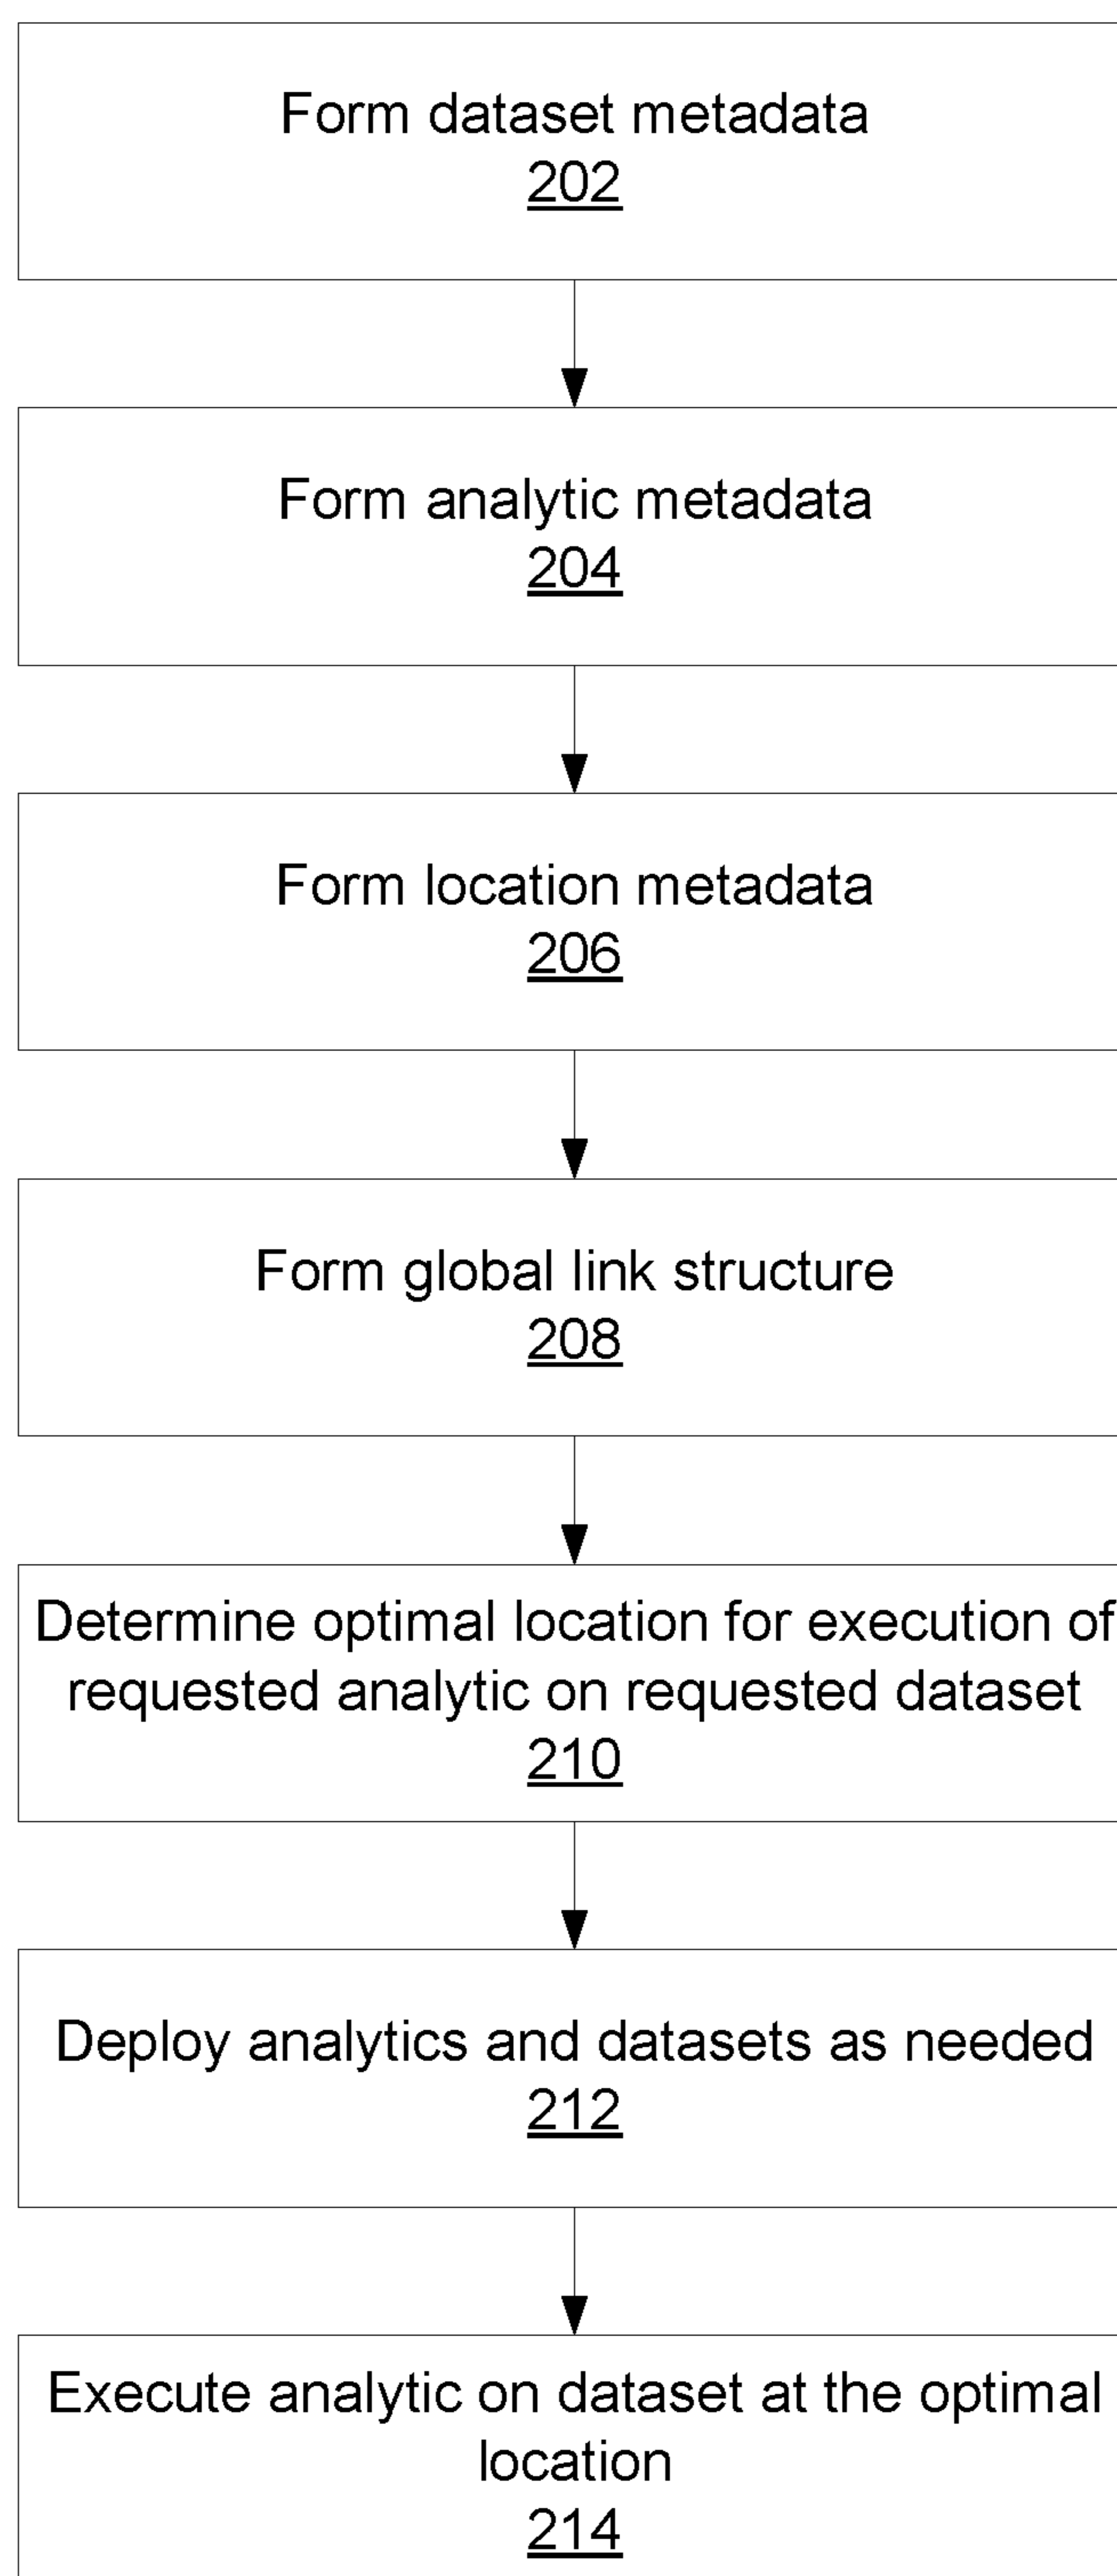 Form dataset metadata
202
Form analytic metadata
204
Form location metadata
206
Form global link structure
208
Determine optimal location for execution of
requested analytic on requested dataset
210
Deploy analytics and datasets as needed
212
Execute analytic on dataset at the optimal
location
214